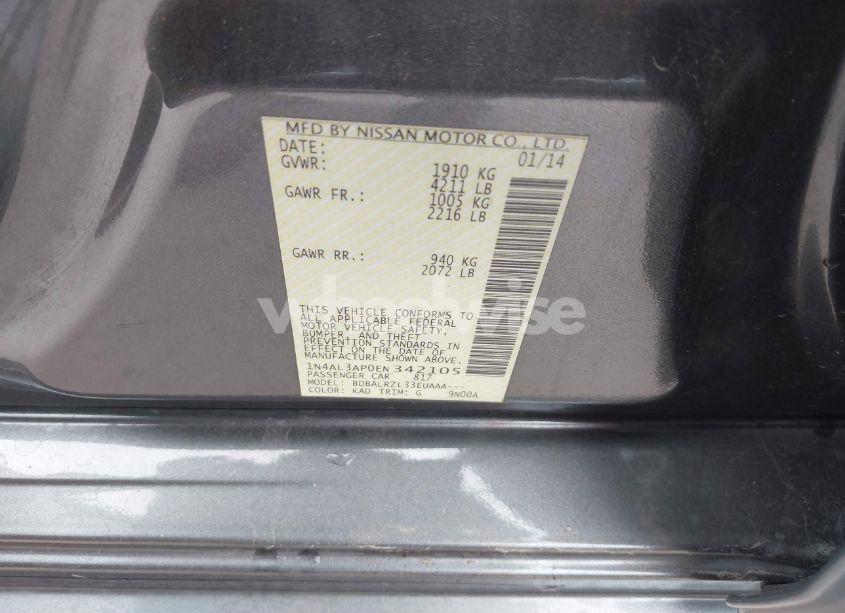 MFD BY NISSAN MOTOR CO., LTD.
DATE: 01/14
GVWR: 1910 KG
4211 LB
GAWR FR.: 1005 KG
2216 LB
GAWR RR.: 940 KG
2072 LB
THIS VEHICLE CONFORMS TO
ALL APPLICABLE FEDERAL
MOTOR VEHICLE SAFETY,
BUMPER, AND THEFT
PREVENTION STANDARDS IN
EFFECT ON THE DATE OF
MANUFACTURE SHOWN ABOVE.
1N4AL3AP0EN342105
PASSENGER CAR 817
MODEL: BDBALRZL33EUAAA---
COLOR: KAD TRIM: G 9N00A